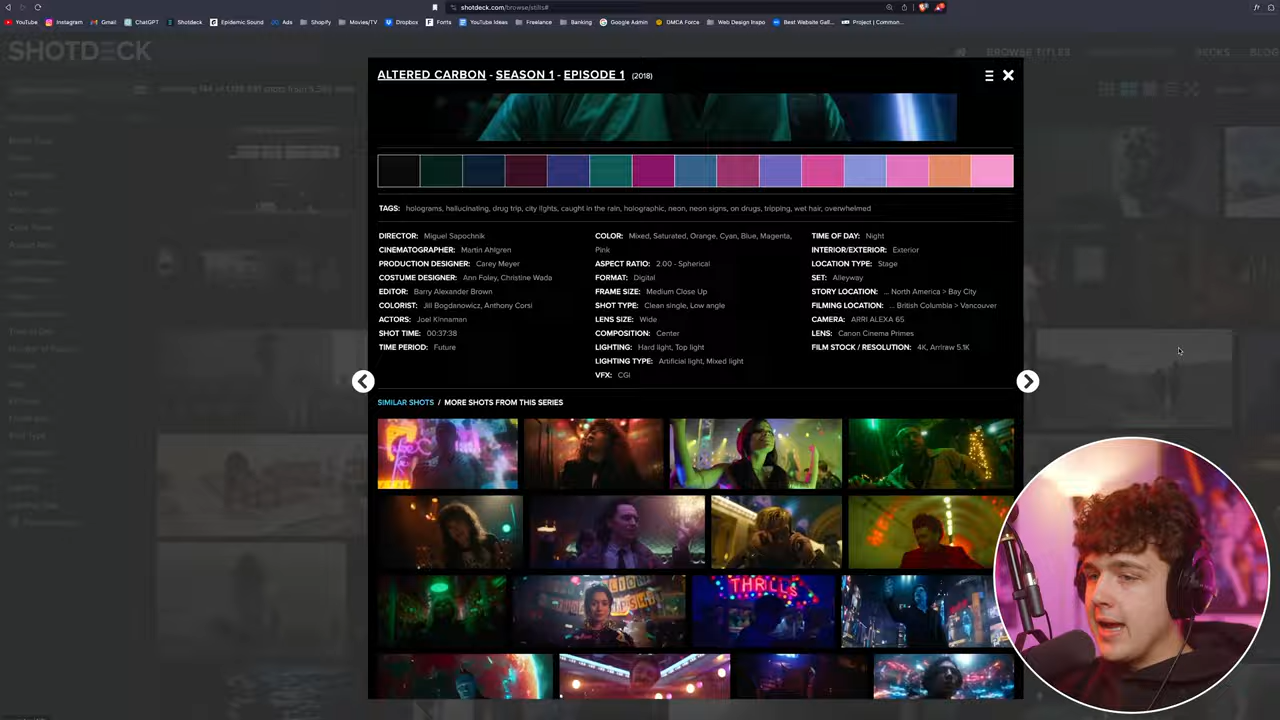 shotdeck.com/browse/stills#
YouTube Instagram Gmail ChatGPT Shotdeck Epidemic Sound Ads Shopify Movies/TV Dropbox Fonts YouTube Ideas Freelance Banking Google Admin DMCA Force Web Design Inspo Best Website Gall... Project | Common...
SHOTDECK BROWSE TITLES DECKS BLOG
ALTERED CARBON - SEASON 1 - EPISODE 1 (2018)
TAGS: holograms, hallucinating, drug trip, city lights, caught in the rain, holographic, neon, neon signs, on drugs, tripping, wet hair, overwhelmed
DIRECTOR: Miguel Sapochnik
CINEMATOGRAPHER: Martin Ahlgren
PRODUCTION DESIGNER: Carey Meyer
COSTUME DESIGNER: Ann Foley, Christine Wada
EDITOR: Barry Alexander Brown
COLORIST: Jill Bogdanowicz, Anthony Corsi
ACTORS: Joel Kinnaman
SHOT TIME: 00:37:38
TIME PERIOD: Future
COLOR: Mixed, Saturated, Orange, Cyan, Blue, Magenta,
Pink
ASPECT RATIO: 2.00 - Spherical
FORMAT: Digital
FRAME SIZE: Medium Close Up
SHOT TYPE: Clean single, Low angle
LENS SIZE: Wide
COMPOSITION: Center
LIGHTING: Hard light, Top light
LIGHTING TYPE: Artificial light, Mixed light
VFX: CGI
TIME OF DAY: Night
INTERIOR/EXTERIOR: Exterior
LOCATION TYPE: Stage
SET: Alleyway
STORY LOCATION: ... North America > Bay City
FILMING LOCATION: ... British Columbia > Vancouver
CAMERA: ARRI ALEXA 65
LENS: Canon Cinema Primes
FILM STOCK / RESOLUTION: 4K, Arriraw 5.1K
SIMILAR SHOTS / MORE SHOTS FROM THIS SERIES
THRILLS